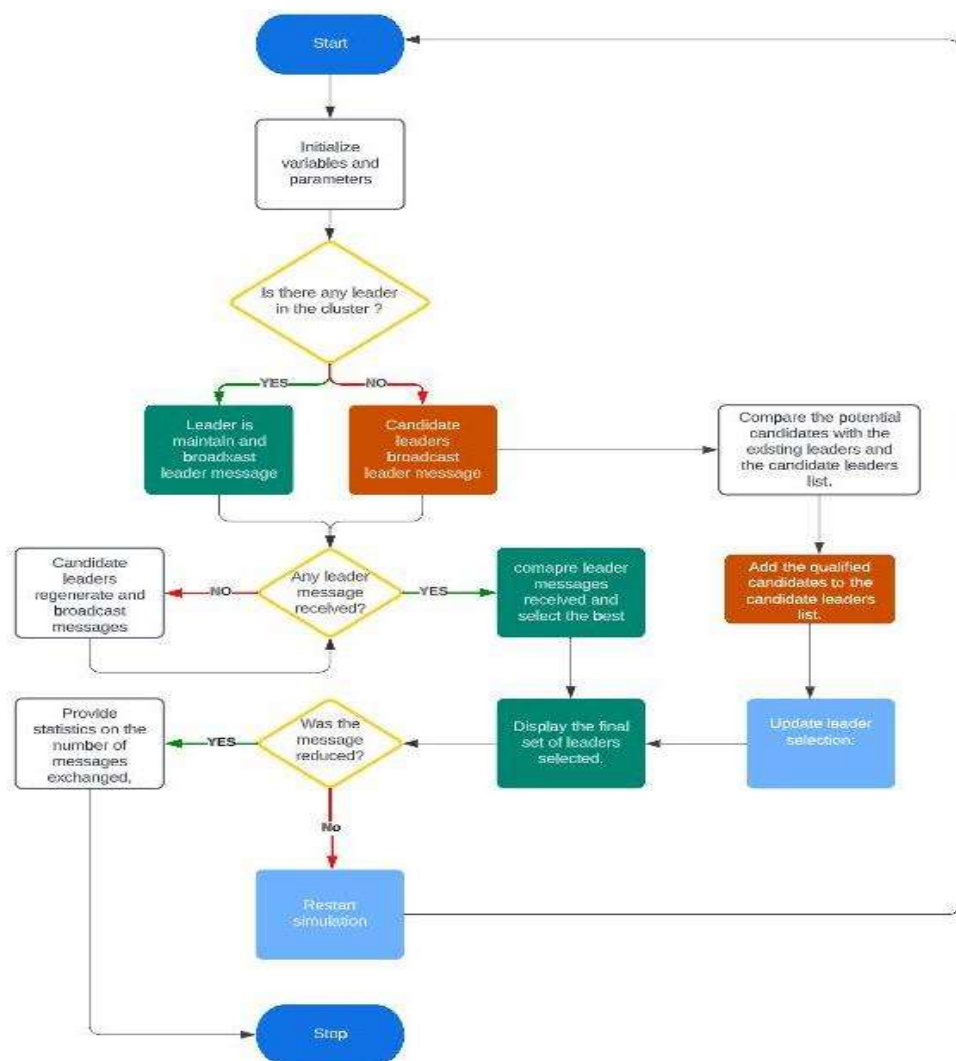 Start
Initialize
variables and
parameters
Is there any leader
in the cluster ?
YES
NO
Leader is
maintain and
broadxast
leader message
Candidate
leaders
broadcast
leader message
Compare the potential
candidates with the
existing leaders and
the candidate leaders
list.
Candidate
leaders
regenerate and
broadcast
messages
NO
Any leader
message
received?
YES
comapre leader
messages
received and
select the best
Add the qualified
candidates to the
candidate leaders
list.
Provide
statistics on the
number of
messages
exchanged,
YES
Was the
message
reduced?
Display the final
set of leaders
selected.
Update leader
selection:
No
Restart
simulation
Stop